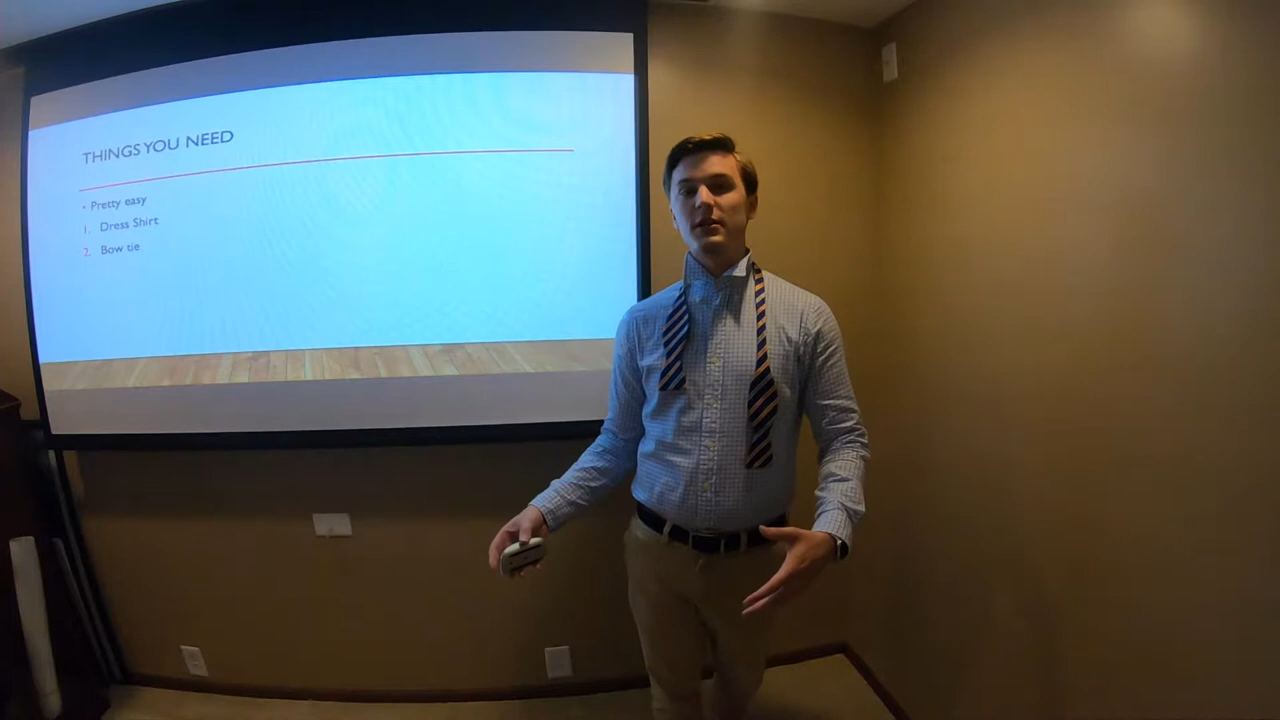 THINGS YOU NEED
• Pretty easy
1. Dress Shirt
2. Bow tie